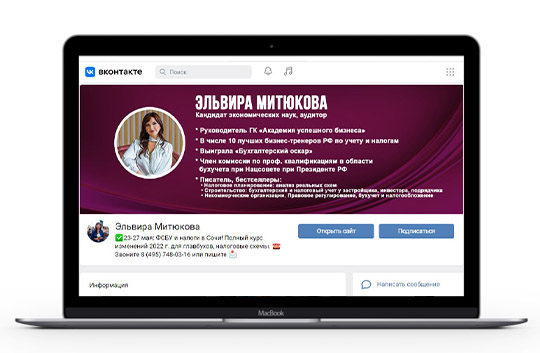 вконтакте
Поиск
ЭЛЬВИРА МИТЮКОВА
Кандидат экономических наук, аудитор
* Руководитель ГК «Академия успешного бизнеса»
* В числе 10 лучших бизнес-тренеров РФ по учету и налогам
* Выиграла «Бухгалтерский оскар»
* Член комиссии по проф. квалификациям в области
бухучета при Нацсовете при Президенте РФ
* Писатель, бестселлеры:
• Налоговое планирование: анализ реальных схем
• Строительство: бухгалтерский и налоговый учет у застройщика, инвестора, подрядчика
• Некоммерческие организации. Правовое регулирование, бухучет и налогообложение
Эльвира Митюкова
✅23-27 мая: ФСБУ и налоги в Сочи! Полный курс
изменений 2022 г. для главбухов, налоговые схемы. ☎
Звоните 8 (495) 748-03-16 или пишите 📩
Открыть сайт
Подписаться
Информация
Написать сообщение
MacBook